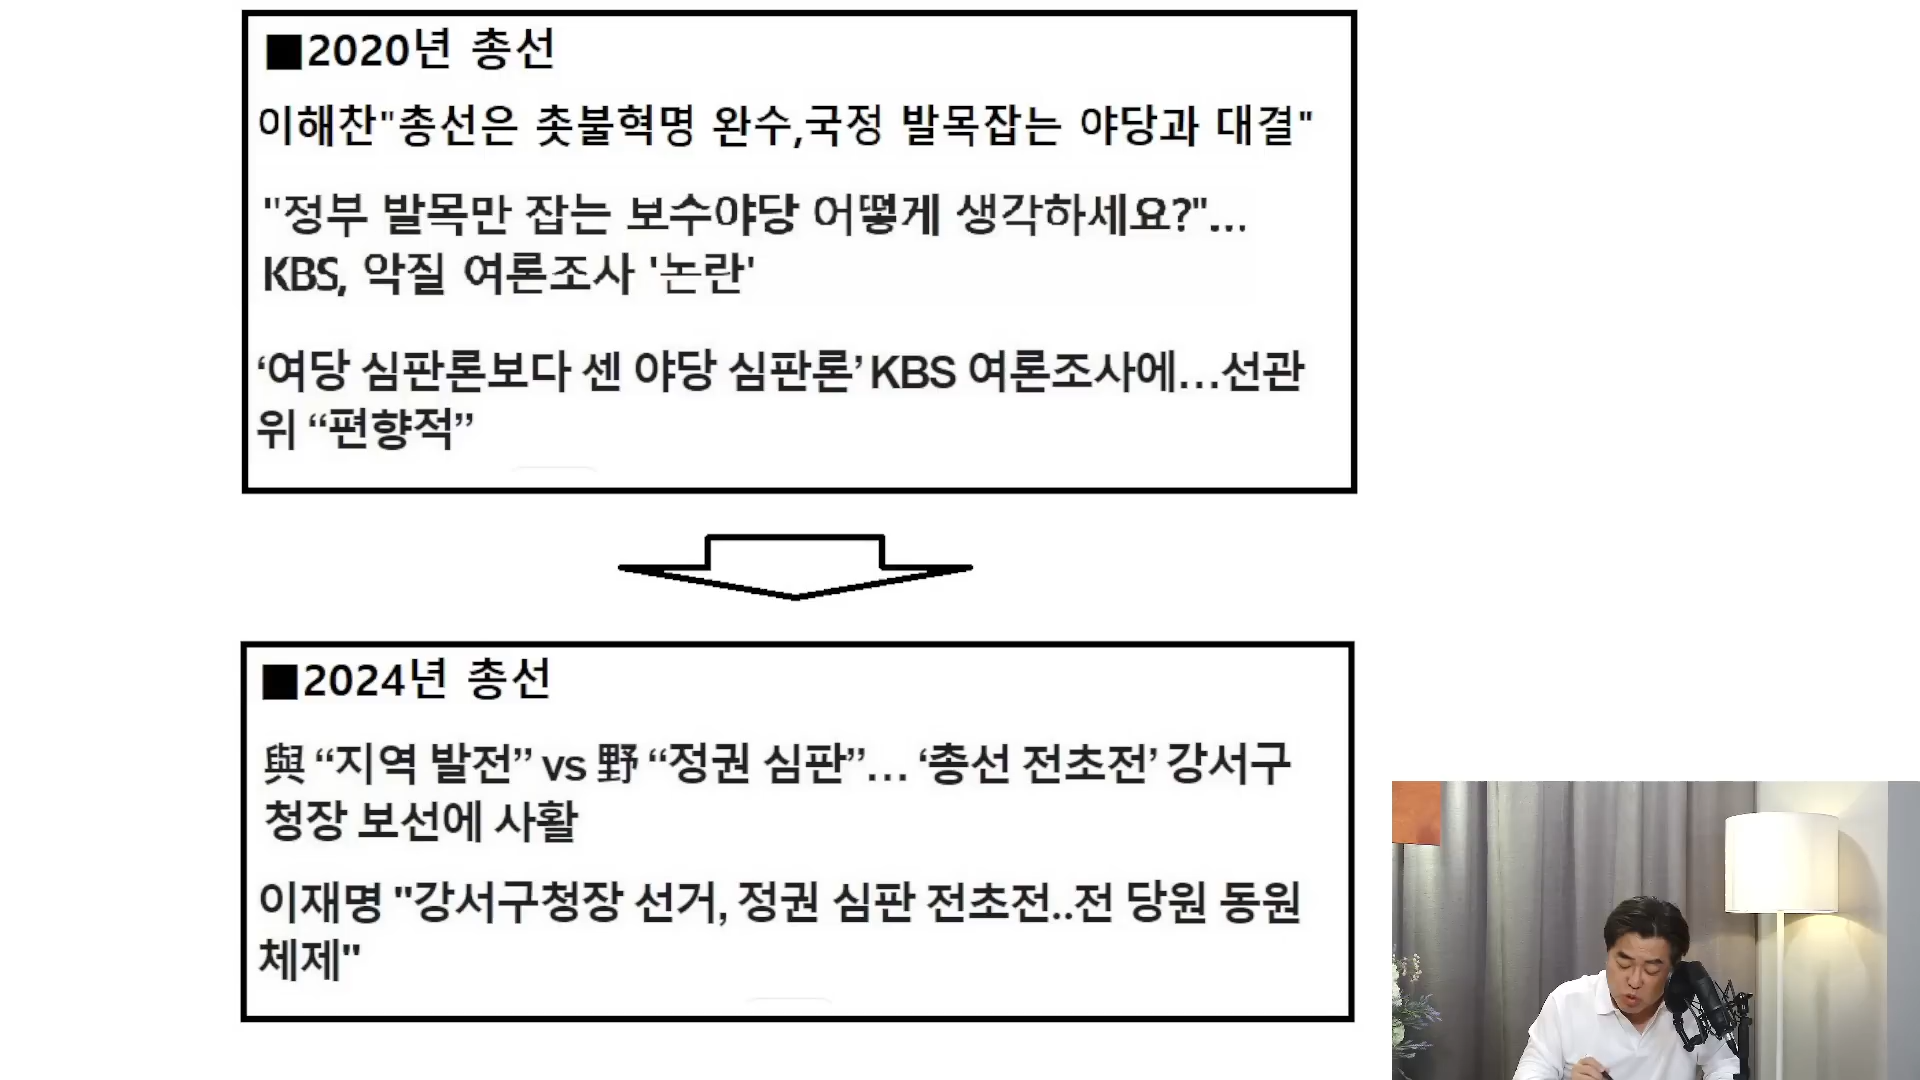 ■2020년 총선
이해찬"총선은 촛불혁명 완수,국정 발목잡는 야당과 대결"
"정부 발목만 잡는 보수야당 어떻게 생각하세요?"...
KBS, 악질 여론조사 '논란'
‘여당 심판론보다 센 야당 심판론’ KBS 여론조사에…선관
위 “편향적”
■2024년 총선
與 “지역 발전” vs 野 “정권 심판”… ‘총선 전초전’ 강서구
청장 보선에 사활
이재명 "강서구청장 선거, 정권 심판 전초전..전 당원 동원
체제"